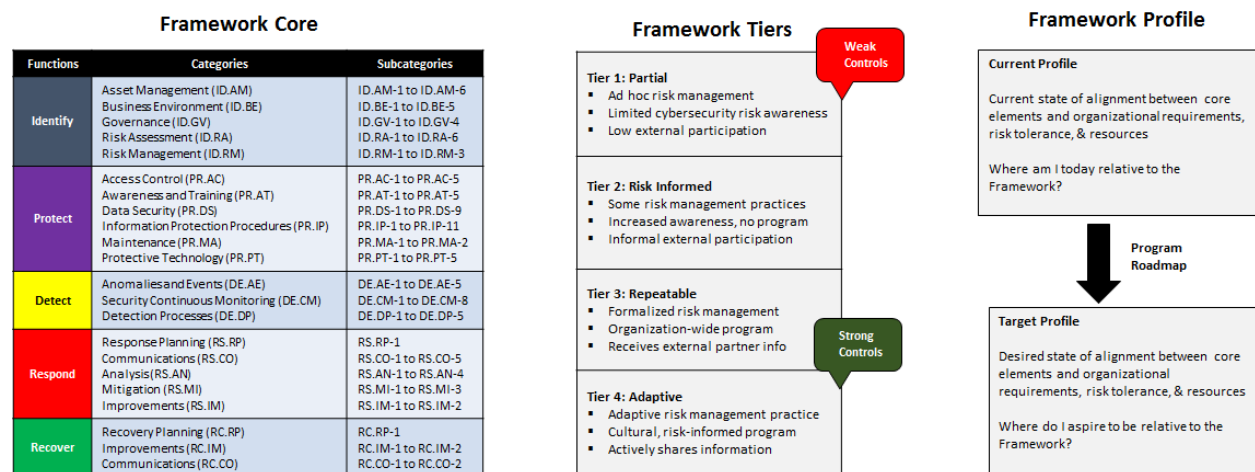 Framework Core
Functions Categories Subcategories
Identify
Asset Management (ID.AM) ID.AM-1 to ID.AM-6
Business Environment (ID.BE) ID.BE-1 to ID.BE-5
Governance (ID.GV) ID.GV-1 to ID.GV-4
Risk Assessment (ID.RA) ID.RA-1 to ID.RA-6
Risk Management (ID.RM) ID.RM-1 to ID.RM-3
Protect
Access Control (PR.AC) PR.AC-1 to PR.AC-5
Awareness and Training (PR.AT) PR.AT-1 to PR.AT-5
Data Security (PR.DS) PR.DS-1 to PR.DS-9
Information Protection Procedures (PR.IP) PR.IP-1 to PR.IP-11
Maintenance (PR.MA) PR.MA-1 to PR.MA-2
Protective Technology (PR.PT) PR.PT-1 to PR.PT-5
Detect
Anomalies and Events (DE.AE) DE.AE-1 to DE.AE-5
Security Continuous Monitoring (DE.CM) DE.CM-1 to DE.CM-8
Detection Processes (DE.DP) DE.DP-1 to DE.DP-5
Respond
Response Planning (RS.RP) RS.RP-1
Communications (RS.CO) RS.CO-1 to RS.CO-5
Analysis (RS.AN) RS.AN-1 to RS.AN-4
Mitigation (RS.MI) RS.MI-1 to RS.MI-3
Improvements (RS.IM) RS.IM-1 to RS.IM-2
Recover
Recovery Planning (RC.RP) RC.RP-1
Improvements (RC.IM) RC.IM-1 to RC.IM-2
Communications (RC.CO) RC.CO-1 to RC.CO-2
Framework Tiers
Weak
Controls
Tier 1: Partial
▪ Ad hoc risk management
▪ Limited cybersecurity risk awareness
▪ Low external participation
Tier 2: Risk Informed
▪ Some risk management practices
▪ Increased awareness, no program
▪ Informal external participation
Tier 3: Repeatable
▪ Formalized risk management
▪ Organization-wide program
▪ Receives external partner info
Strong
Controls
Tier 4: Adaptive
▪ Adaptive risk management practice
▪ Cultural, risk-informed program
▪ Actively shares information
Framework Profile
Current Profile
Current state of alignment between core
elements and organizational requirements,
risk tolerance, & resources
Where am I today relative to the
Framework?
Program
Roadmap
Target Profile
Desired state of alignment between core
elements and organizational
requirements, risk tolerance, & resources
Where do I aspire to be relative to the
Framework?